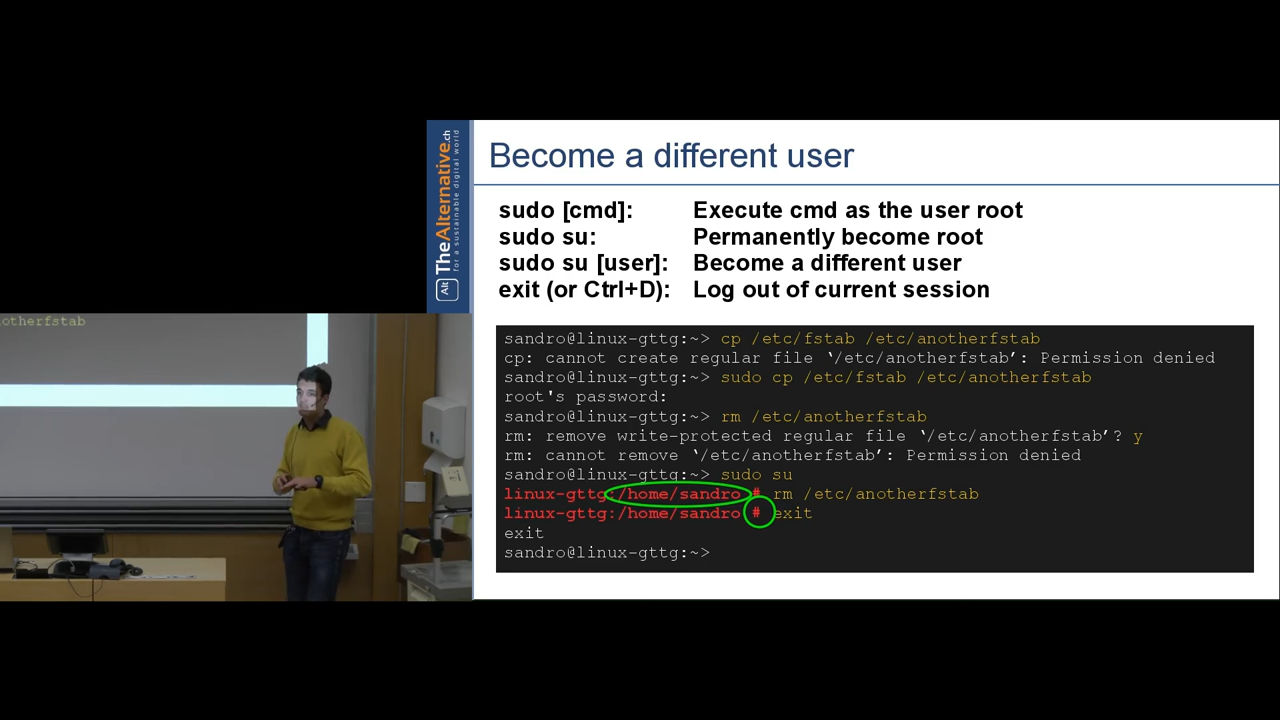 Become a different user
sudo [cmd]: Execute cmd as the user root
sudo su: Permanently become root
sudo su [user]: Become a different user
exit (or Ctrl+D): Log out of current session
Alt TheAlternative.ch
for a sustainable digital world
sandro@linux-gttg:~> cp /etc/fstab /etc/anotherfstab
cp: cannot create regular file ‘/etc/anotherfstab’: Permission denied
sandro@linux-gttg:~> sudo cp /etc/fstab /etc/anotherfstab
root's password:
sandro@linux-gttg:~> rm /etc/anotherfstab
rm: remove write-protected regular file ‘/etc/anotherfstab’? y
rm: cannot remove ‘/etc/anotherfstab’: Permission denied
sandro@linux-gttg:~> sudo su
linux-gttg:/home/sandro # rm /etc/anotherfstab
linux-gttg:/home/sandro # exit
exit
sandro@linux-gttg:~>
otherfstab